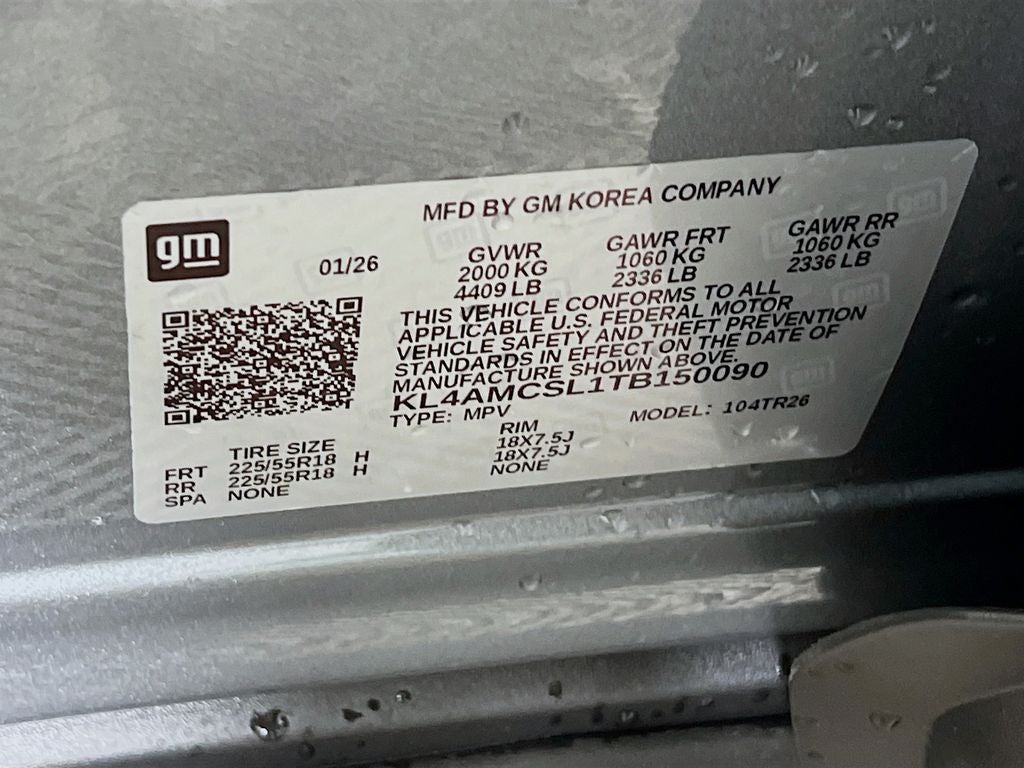 MFD BY GM KOREA COMPANY
gm
01/26
GVWR GAWR FRT GAWR RR
2000 KG 1060 KG 1060 KG
4409 LB 2336 LB 2336 LB
THIS VEHICLE CONFORMS TO ALL
APPLICABLE U.S. FEDERAL MOTOR
VEHICLE SAFETY AND THEFT PREVENTION
STANDARDS IN EFFECT ON THE DATE OF
MANUFACTURE SHOWN ABOVE.
KL4AMCSL1TB150090
TYPE: MPV MODEL: 104TR26
TIRE SIZE RIM
FRT 225/55R18 H 18X7.5J
RR 225/55R18 H 18X7.5J
SPA NONE NONE